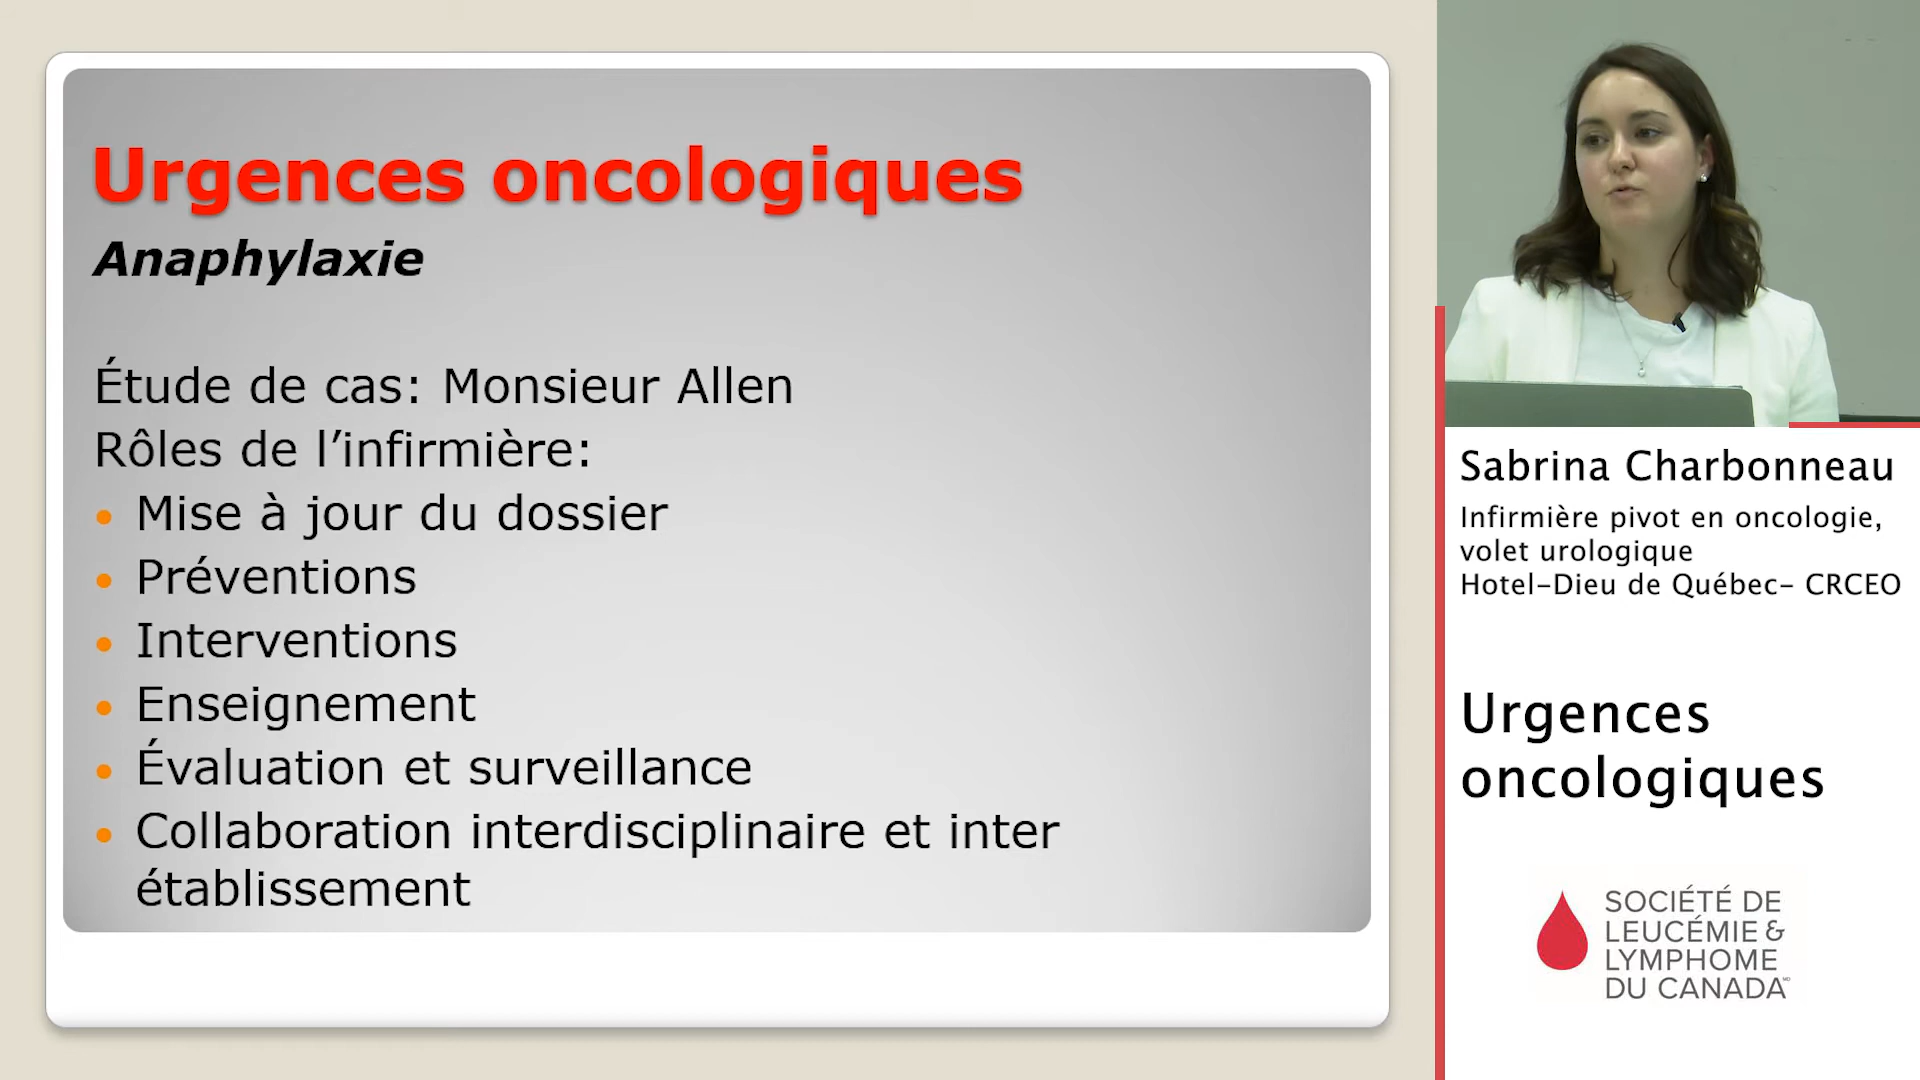 Urgences oncologiques
Anaphylaxie
Étude de cas: Monsieur Allen
Rôles de l’infirmière:
• Mise à jour du dossier
• Préventions
• Interventions
• Enseignement
• Évaluation et surveillance
• Collaboration interdisciplinaire et inter
établissement
Sabrina Charbonneau
Infirmière pivot en oncologie,
volet urologique
Hotel-Dieu de Québec- CRCEO
Urgences
oncologiques
SOCIÉTÉ DE
LEUCÉMIE &
LYMPHOME
DU CANADA